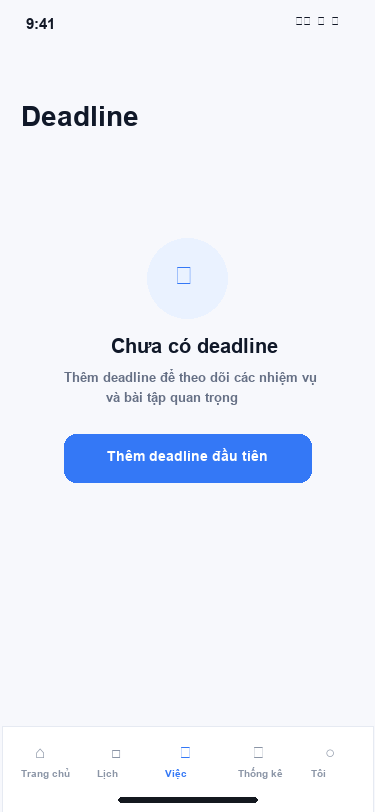 9:41
Deadline
Chưa có deadline
Thêm deadline để theo dõi các nhiệm vụ
và bài tập quan trọng
Thêm deadline đầu tiên
Trang chủ Lịch Việc Thống kê Tôi